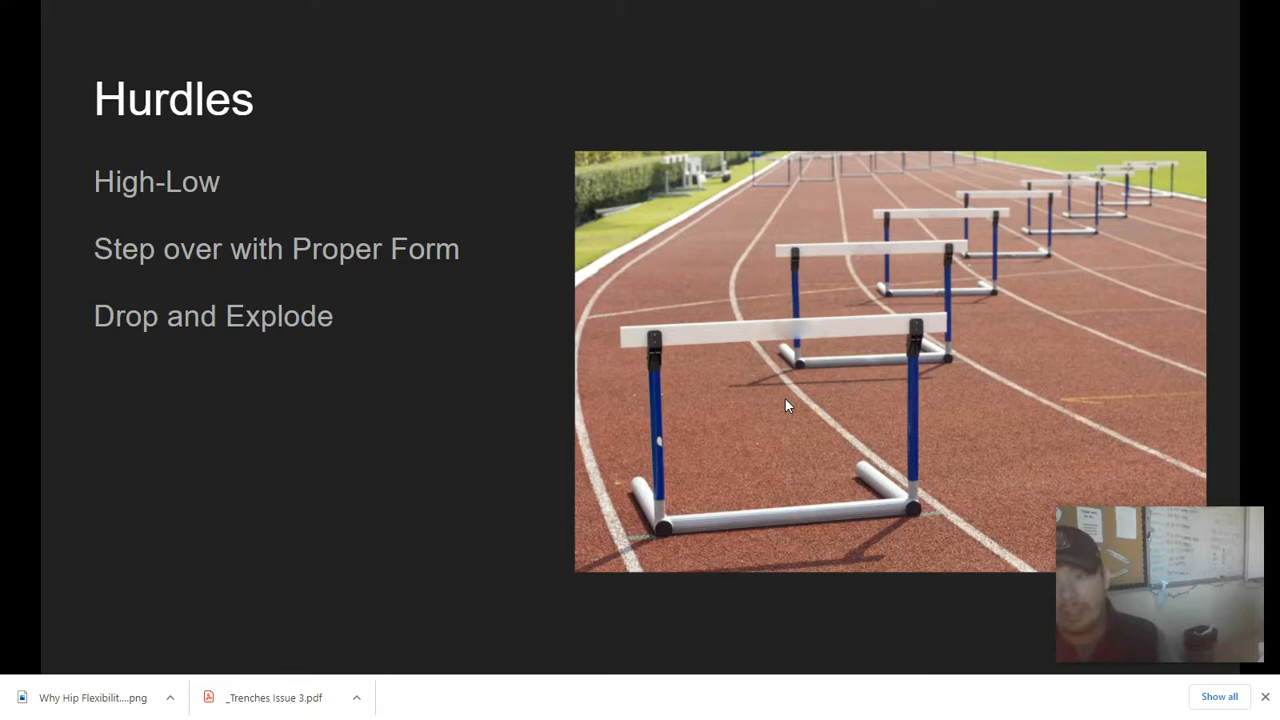 Hurdles
High-Low
Step over with Proper Form
Drop and Explode
Why Hip Flexibilit....png
_Trenches Issue 3.pdf
Show all